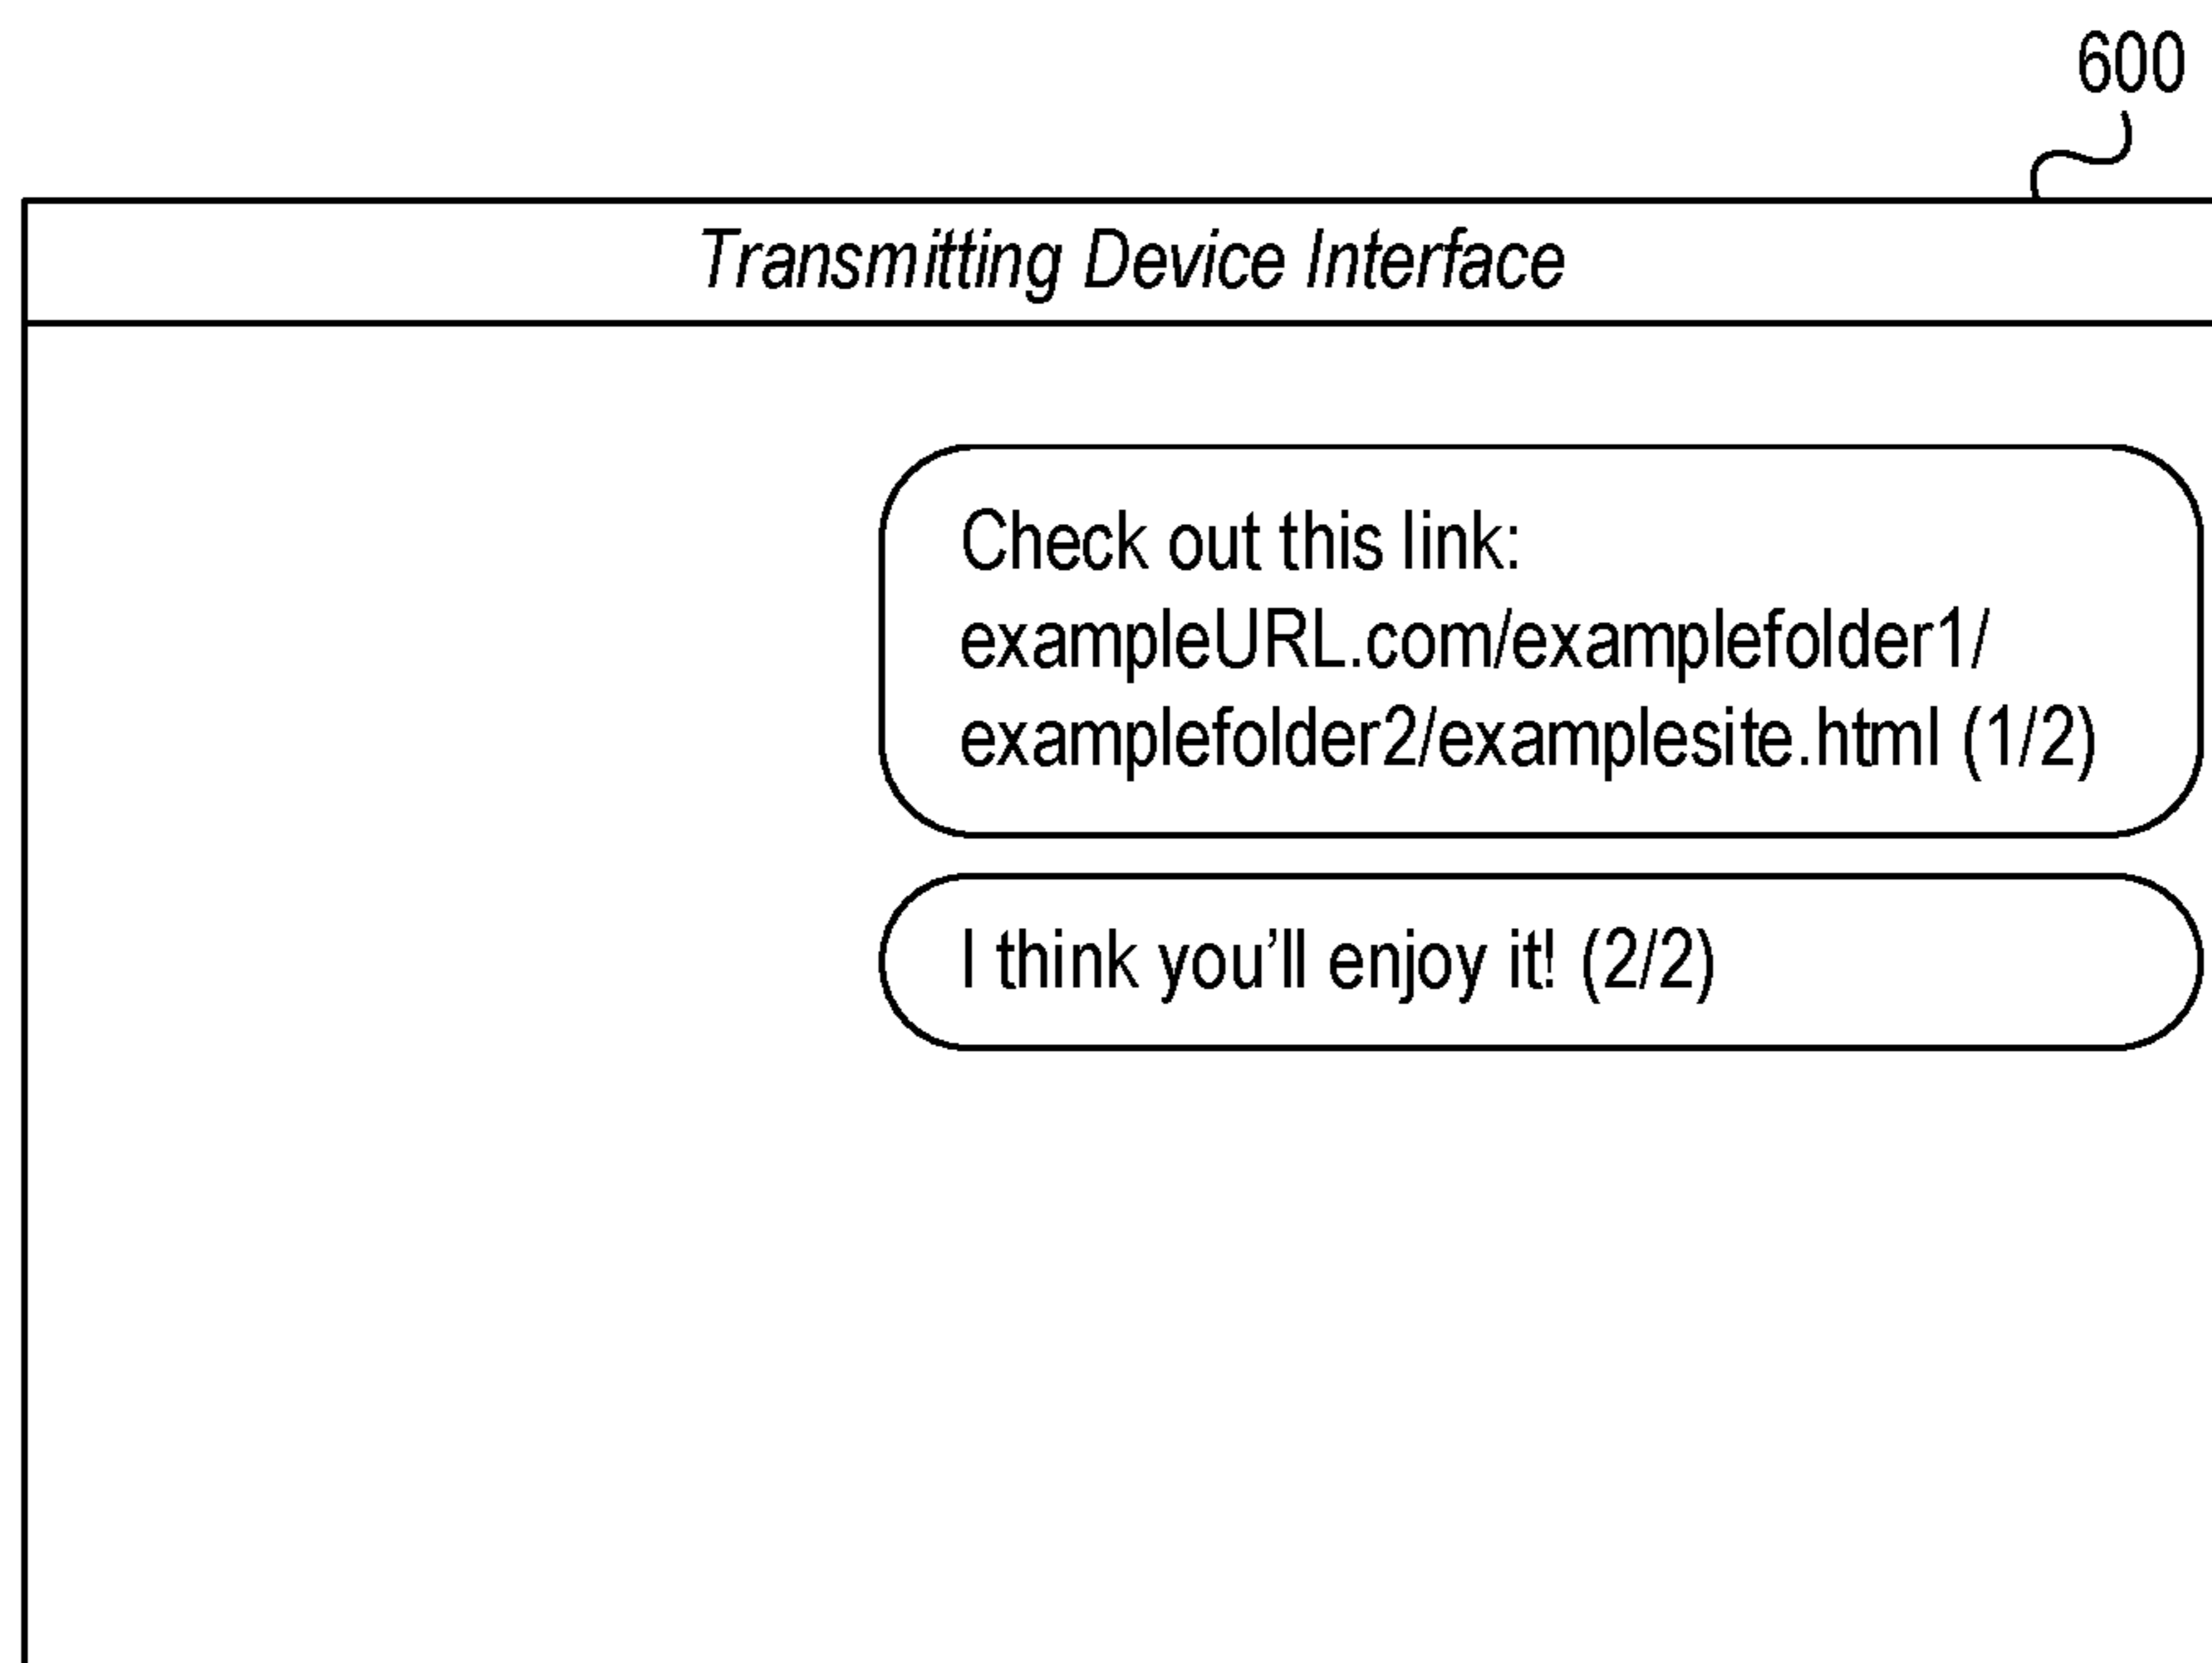 600
Transmitting Device Interface
Check out this link:
exampleURL.com/examplefolder1/
examplefolder2/examplesite.html (1/2)
I think you’ll enjoy it! (2/2)